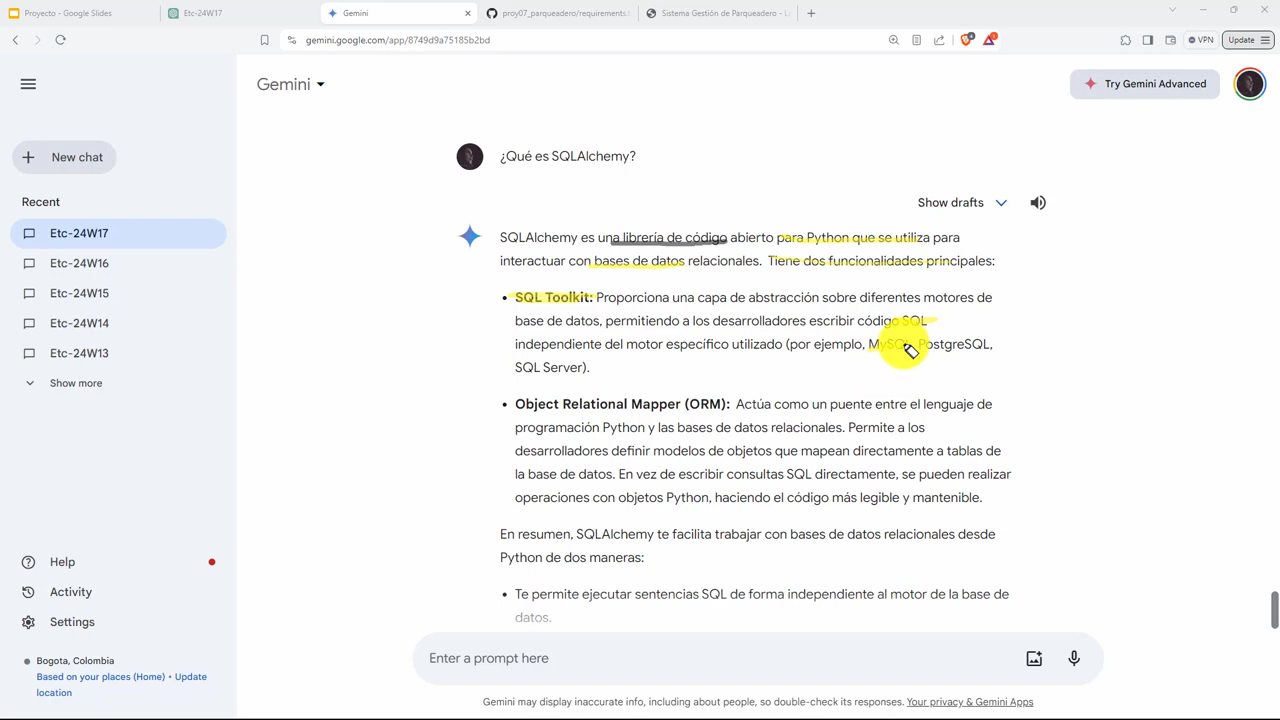 Proyecto - Google Slides
Etc-24W17
Gemini
proy07_parqueadero/requirements.
Sistema Gestión de Parqueadero -
gemini.google.com/app/8749d9a75185b2bd
VPN
Update
Gemini
Try Gemini Advanced
New chat
Recent
Etc-24W17
Etc-24W16
Etc-24W15
Etc-24W14
Etc-24W13
Show more
Help
Activity
Settings
Bogota, Colombia
Based on your places (Home) • Update
location
¿Qué es SQLAlchemy?
Show drafts
SQLAlchemy es una librería de código abierto para Python que se utiliza para
interactuar con bases de datos relacionales. Tiene dos funcionalidades principales:
• SQL Toolkit: Proporciona una capa de abstracción sobre diferentes motores de
base de datos, permitiendo a los desarrolladores escribir código SQL
independiente del motor específico utilizado (por ejemplo, MySQL, PostgreSQL,
SQL Server).
• Object Relational Mapper (ORM): Actúa como un puente entre el lenguaje de
programación Python y las bases de datos relacionales. Permite a los
desarrolladores definir modelos de objetos que mapean directamente a tablas de
la base de datos. En vez de escribir consultas SQL directamente, se pueden realizar
operaciones con objetos Python, haciendo el código más legible y mantenible.
En resumen, SQLAlchemy te facilita trabajar con bases de datos relacionales desde
Python de dos maneras:
• Te permite ejecutar sentencias SQL de forma independiente al motor de la base de
datos.
Enter a prompt here
Gemini may display inaccurate info, including about people, so double-check its responses. Your privacy & Gemini Apps